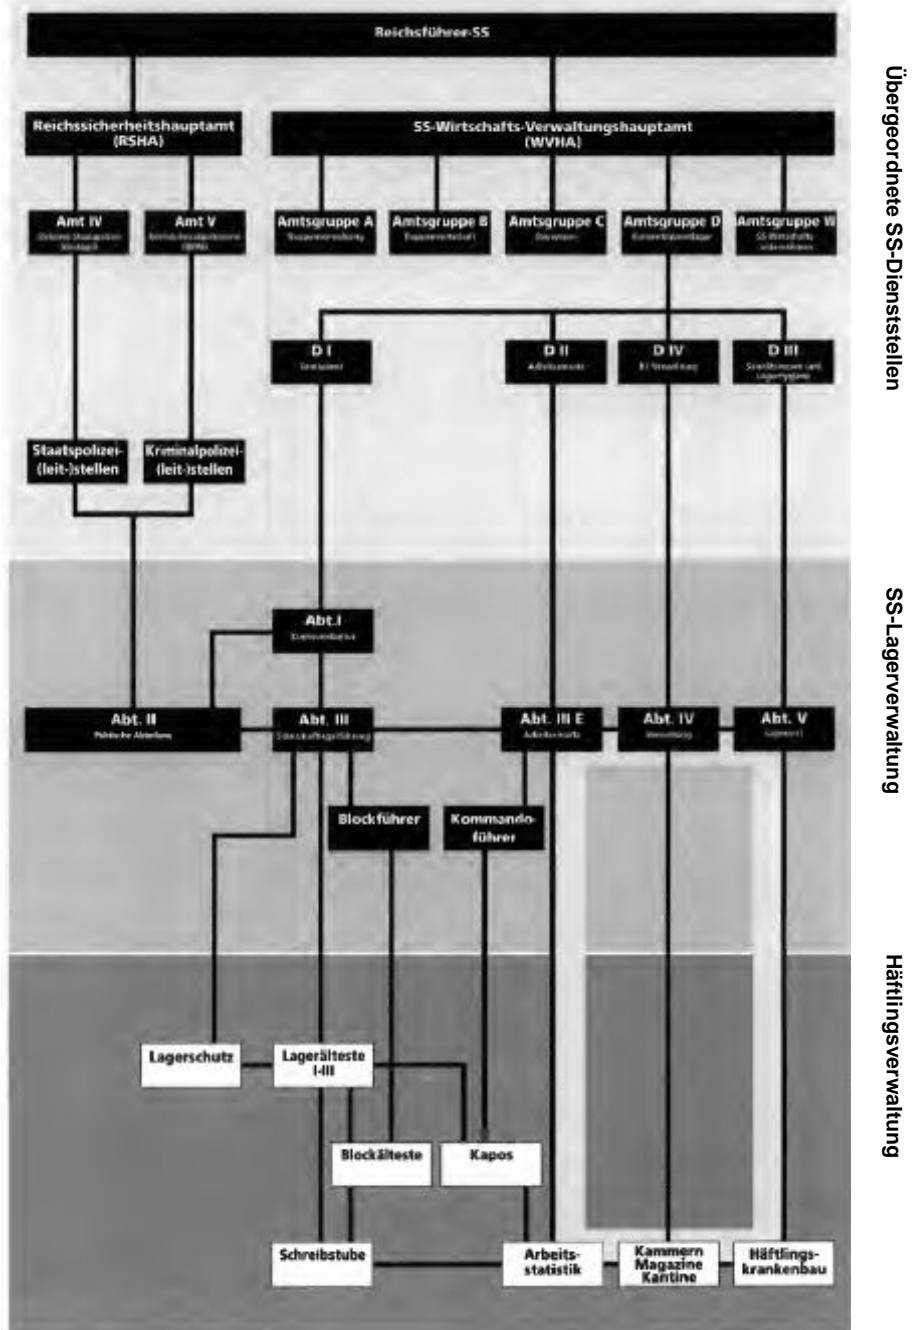 Reichsführer-SS
Reichssicherheitshauptamt
(RSHA)
SS-Wirtschafts-Verwaltungshauptamt
(WVHA)
Amt IV
Amt V
Amtsgruppe A
Amtsgruppe B
Amtsgruppe C
Amtsgruppe D
Amtsgruppe W
SS-Wirtschafts-
D I
D II
D IV
D III
Staatspolizei-
(leit-)stellen
Kriminalpolizei-
(leit-)stellen
Übergeordnete SS-Dienststellen
Abt.I
Abt. II
Politische Abteilung
Abt. III
Abt. III E
Abt. IV
Abt. V
Blockführer
Kommando-
führer
SS-Lagerverwaltung
Lagerschutz
Lagerälteste
I-III
Blockälteste
Kapos
Schreibstube
Arbeits-
statistik
Kammern
Magazine
Kantine
Häftlings-
krankenbau
Häftlingsverwaltung